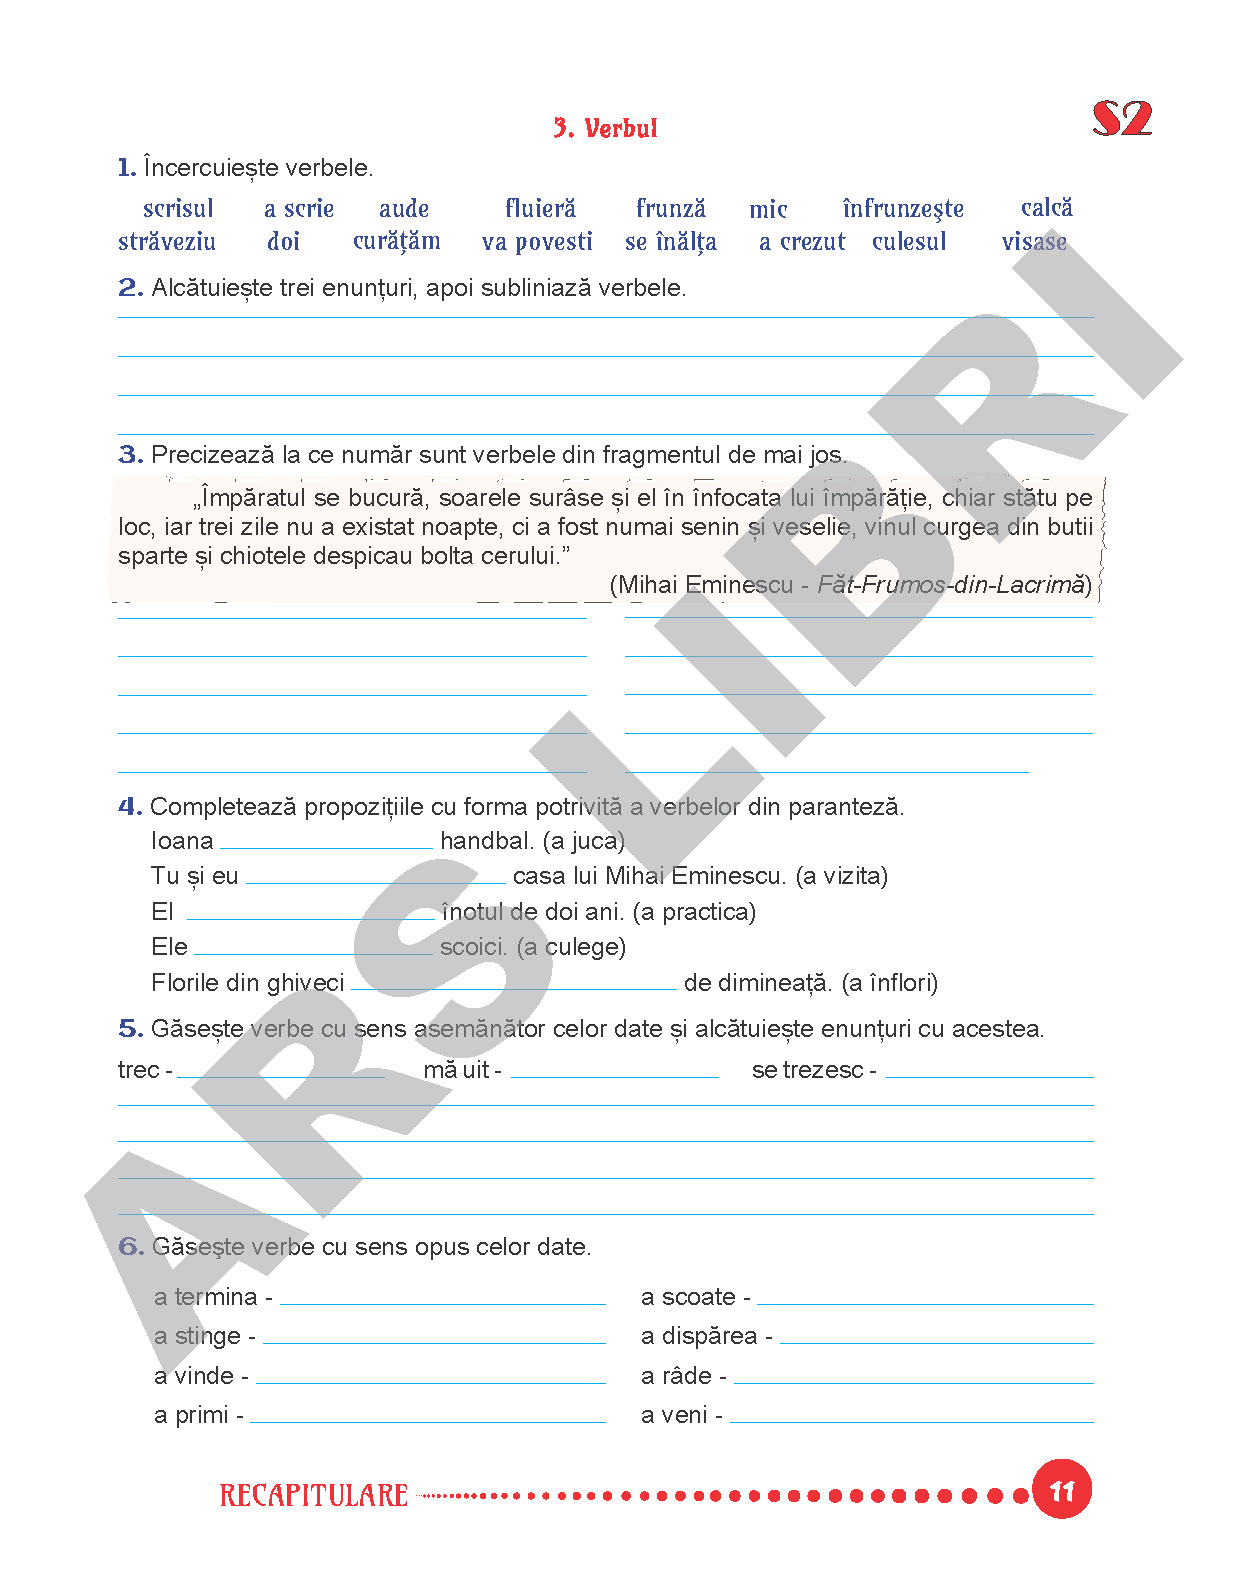 S2
3. Verbul
1. Încercuiește verbele.
scrisul a scrie aude fluieră frunză mic înfrunzeşte calcă
străveziu doi curățăm va povesti se înălța a crezut culesul visase
2. Alcătuiește trei enunțuri, apoi subliniază verbele.
3. Precizează la ce număr sunt verbele din fragmentul de mai jos.
„Împăratul se bucură, soarele surâse și el în înfocata lui împărăție, chiar stătu pe
loc, iar trei zile nu a existat noapte, ci a fost numai senin și veselie, vinul curgea din butii
sparte și chiotele despicau bolta cerului.”
(Mihai Eminescu - Făt-Frumos-din-Lacrimă)
4. Completează propozițiile cu forma potrivită a verbelor din paranteză.
Ioana handbal. (a juca)
Tu și eu casa lui Mihai Eminescu. (a vizita)
El înotul de doi ani. (a practica)
Ele scoici. (a culege)
Florile din ghiveci de dimineață. (a înflori)
5. Găsește verbe cu sens asemănător celor date și alcătuiește enunțuri cu acestea.
trec - mă uit - se trezesc -
6. Găseşte verbe cu sens opus celor date.
a termina - a scoate -
a stinge - a dispărea -
a vinde - a râde -
a primi - a veni -
RECAPITULARE 11
ARS LIBRI